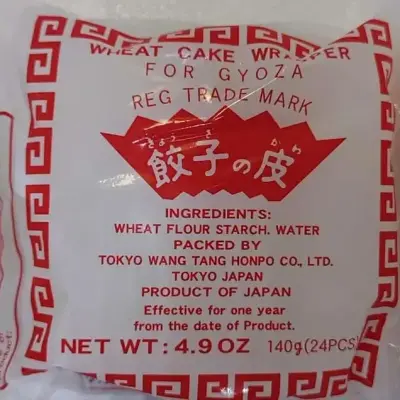 WHEAT CAKE WRAPPER
FOR GYOZA
REG TRADE MARK
ぎょうざ かわ
餃子の皮
INGREDIENTS:
WHEAT FLOUR STARCH. WATER
PACKED BY
TOKYO WANG TANG HONPO CO., LTD.
TOKYO JAPAN
PRODUCT OF JAPAN
Effective for one year
from the date of Product.
NET WT: 4.9 OZ 140g(24PCS)